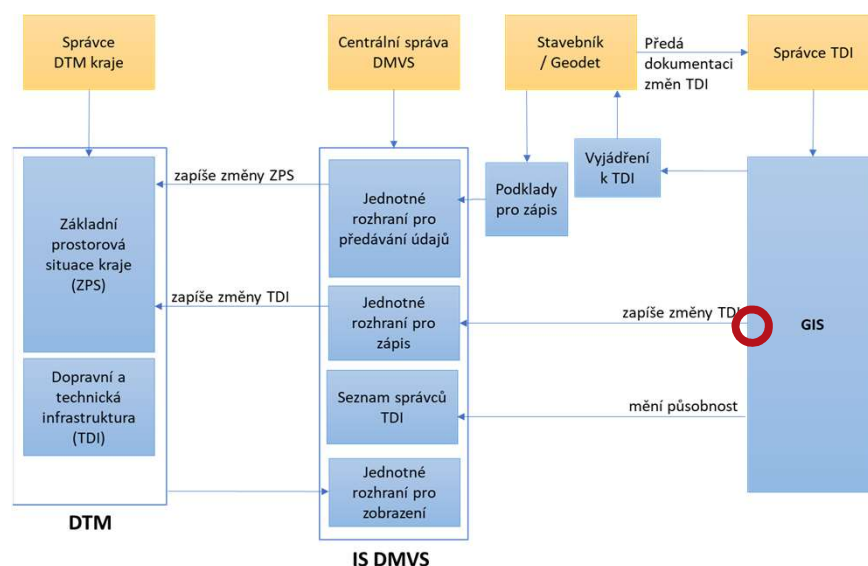 Správce
DTM kraje
Centrální správa
DMVS
Stavebník
/ Geodet
Předá
dokumentaci
změn TDI
Správce TDI
Vyjádření
k TDI
Podklady
pro zápis
zapíše změny ZPS
Jednotné
rozhraní pro
předávání údajů
Základní
prostorová
situace kraje
(ZPS)
zapíše změny TDI
Jednotné
rozhraní pro
zápis
zapíše změny TDI
GIS
Dopravní a
technická
infrastruktura
(TDI)
Seznam správců
TDI
mění působnost
Jednotné
rozhraní pro
zobrazení
DTM
IS DMVS